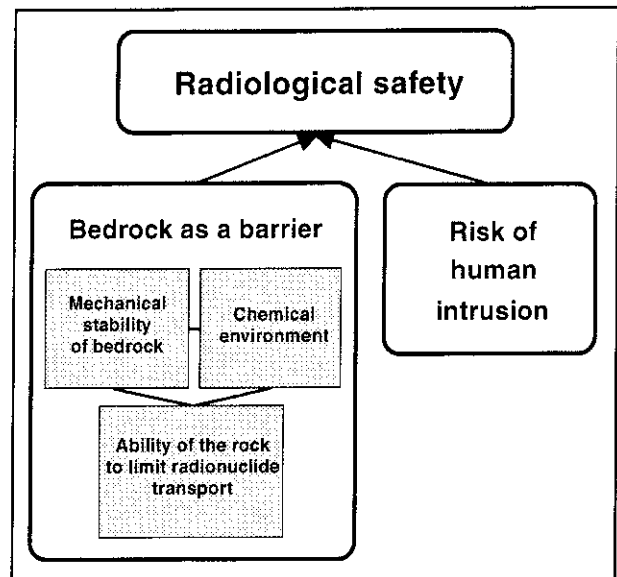 Radiological safety
Bedrock as a barrier
Mechanical
stability
of bedrock
Chemical
environment
Ability of the rock
to limit radionuclide
transport
Risk of
human
intrusion